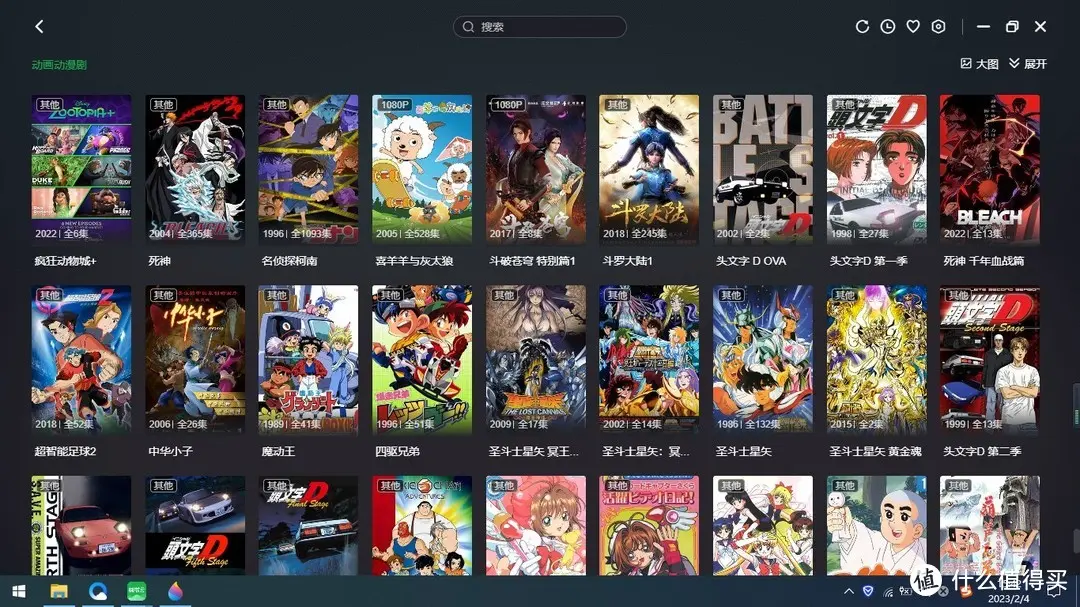 搜索
动画动漫剧
大图 展开
其他
ZOOTOPIA+
2022 | 全6集
疯狂动物城+
其他
2004 | 全365集
死神
其他
1996 | 全1093集
名侦探柯南
1080P
2005 | 全528集
喜羊羊与灰太狼
1080P
2017 | 全8集
斗破苍穹 特别篇1
其他
斗罗大陆
2018 | 全245集
斗罗大陆1
其他
BATTLE STAGE
2002 | 全2集
头文字 D OVA
其他
頭文字D
1998 | 全27集
头文字D 第一季
其他
BLEACH
2022 | 全13集
死神 千年血战篇
其他
2018 | 全52集
超智能足球2
其他
中华小子
2006 | 全26集
中华小子
其他
1989 | 全41集
魔动王
其他
1996 | 全51集
四驱兄弟
其他
THE LOST CANVAS
2009 | 全17集
圣斗士星矢 冥王...
其他
2002 | 全14集
圣斗士星矢：冥...
其他
1986 | 全132集
圣斗士星矢
其他
2015 | 全2集
圣斗士星矢 黄金魂
其他
頭文字D
Second Stage
1999 | 全13集
头文字D 第二季
其他
其他
頭文字D
Fifth Stage
其他
頭文字D
Final Stage
其他
ADVENTURES
其他
其他
其他
其他
其他
值 什么值得买
2023/2/4